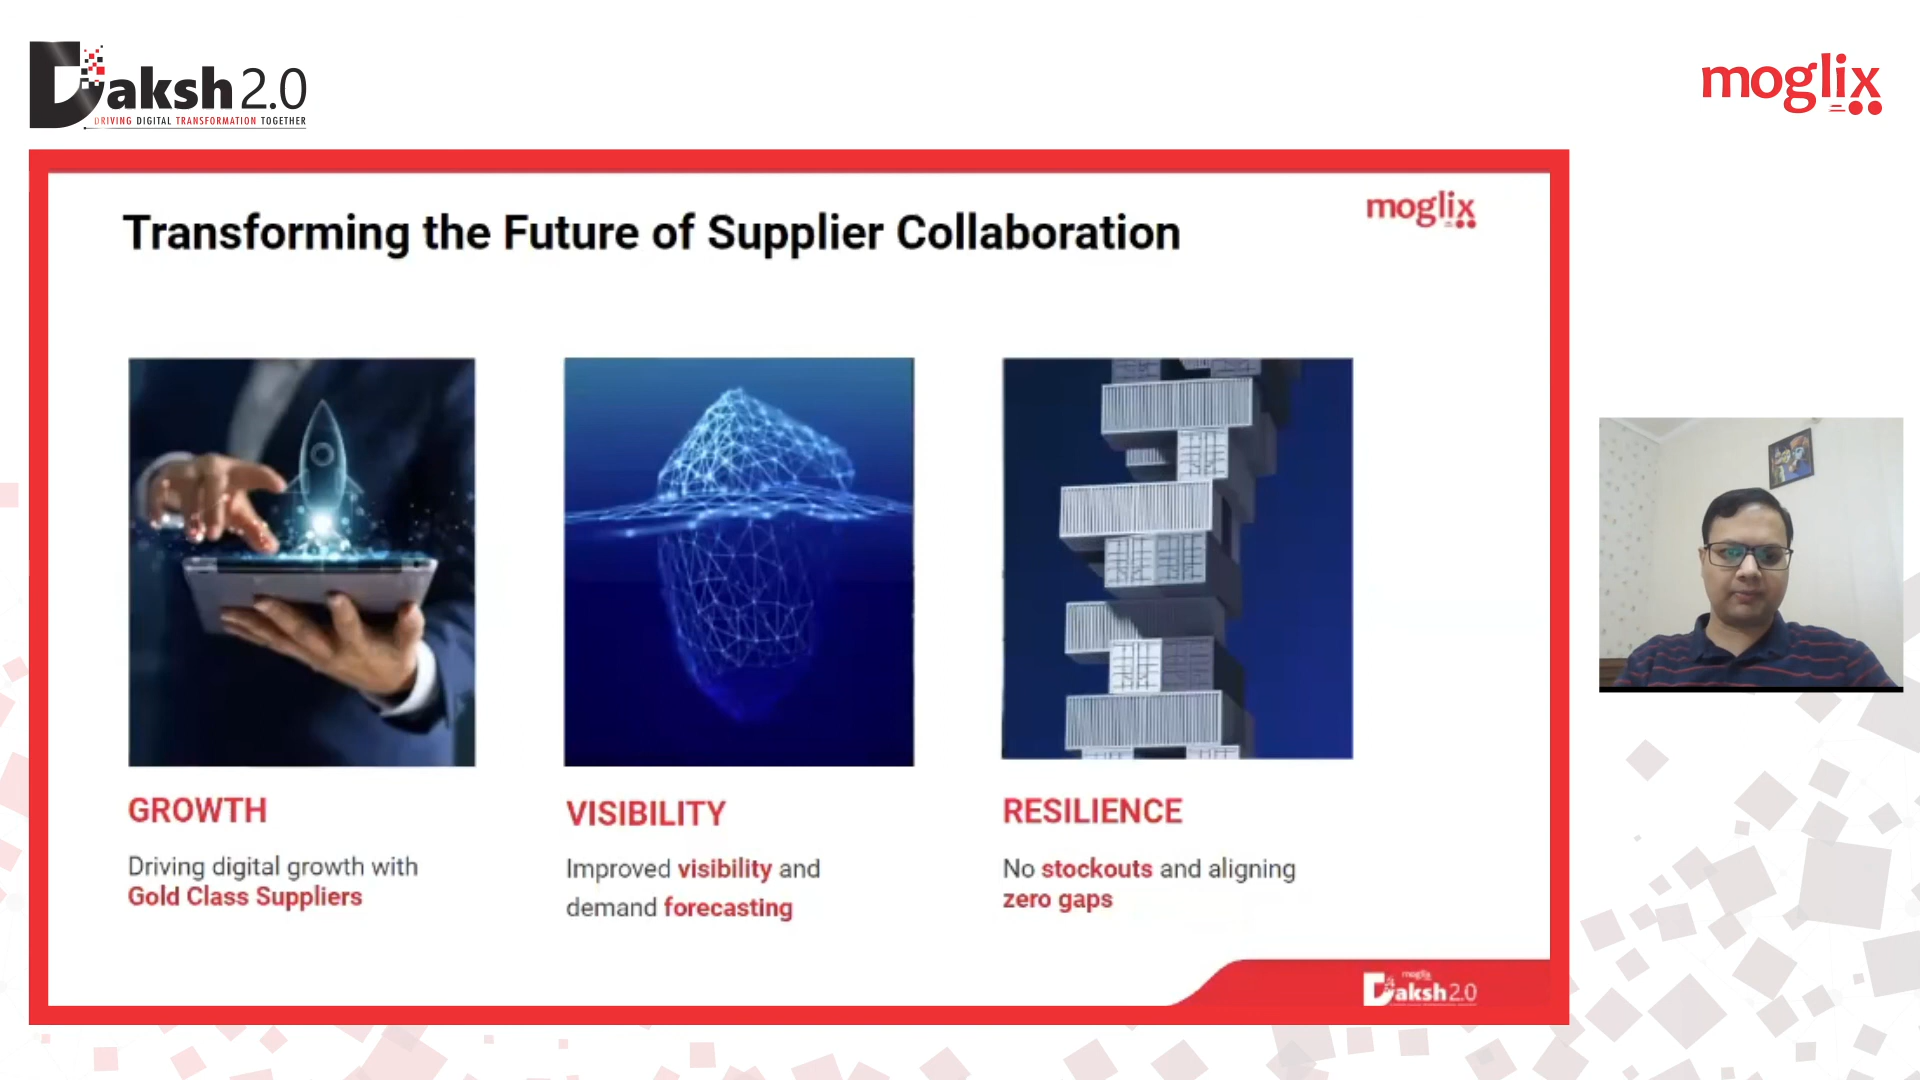 Daksh 2.0
DRIVING DIGITAL TRANSFORMATION TOGETHER
moglix
Transforming the Future of Supplier Collaboration
moglix
GROWTH
Driving digital growth with
Gold Class Suppliers
VISIBILITY
Improved visibility and
demand forecasting
RESILIENCE
No stockouts and aligning
zero gaps
moglix
Daksh 2.0